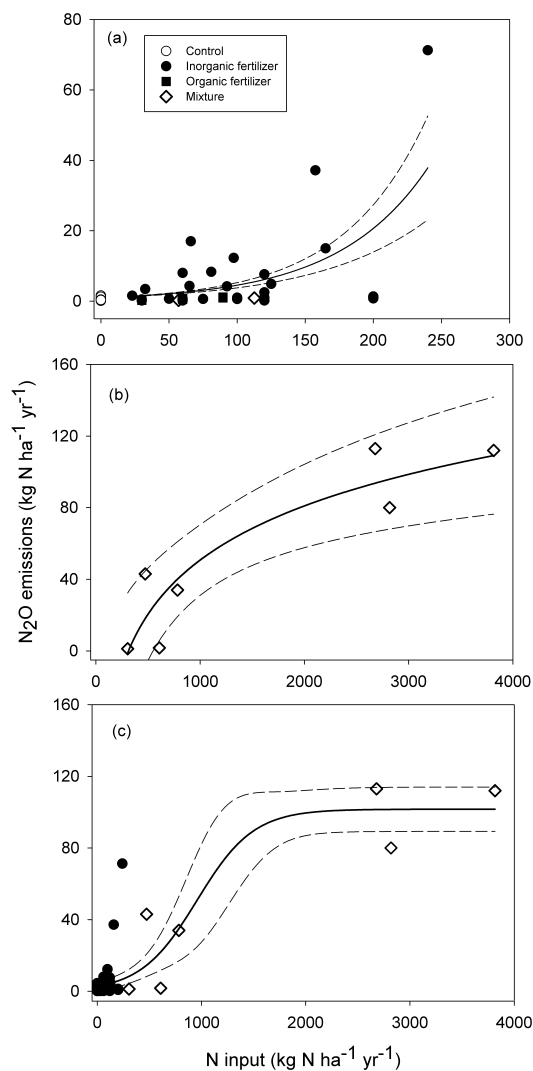 80
(a)
Control
Inorganic fertilizer
Organic fertilizer
Mixture
60
40
20
0
0 50 100 150 200 250 300
160
(b)
120
80
40
0
0 1000 2000 3000 4000
N2O emissions (kg N ha-1 yr-1)
160
(c)
120
80
40
0
0 1000 2000 3000 4000
N input (kg N ha-1 yr-1)